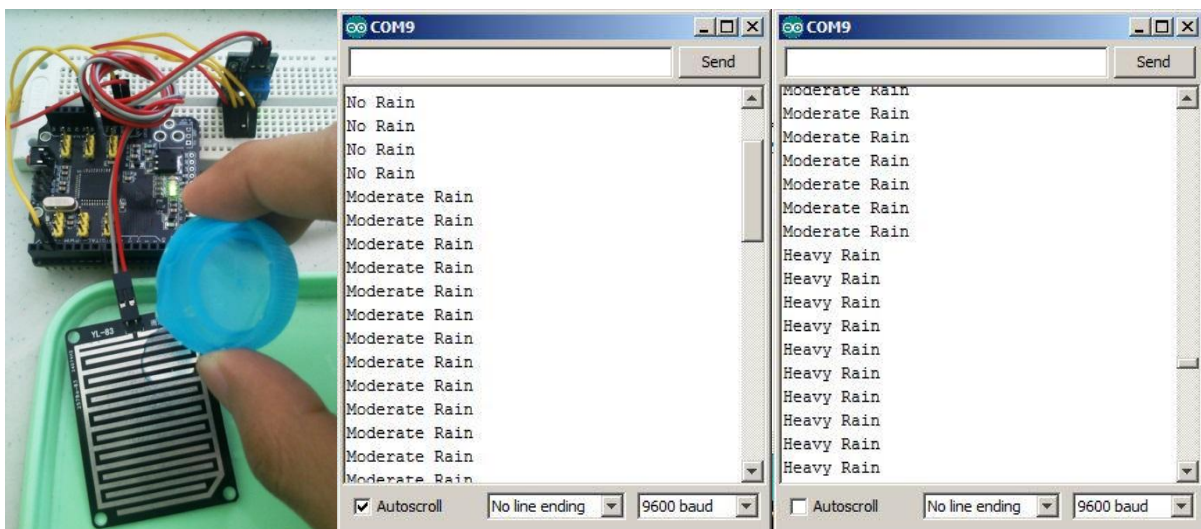 YL-83
COM9
Send
No Rain
No Rain
No Rain
No Rain
Moderate Rain
Moderate Rain
Moderate Rain
Moderate Rain
Moderate Rain
Moderate Rain
Moderate Rain
Moderate Rain
Moderate Rain
Moderate Rain
Moderate Rain
Moderate Rain
Moderate Rain
Autoscroll
No line ending
9600 baud
COM9
Send
Moderate Rain
Moderate Rain
Moderate Rain
Moderate Rain
Moderate Rain
Moderate Rain
Moderate Rain
Heavy Rain
Heavy Rain
Heavy Rain
Heavy Rain
Heavy Rain
Heavy Rain
Heavy Rain
Heavy Rain
Heavy Rain
Heavy Rain
Autoscroll
No line ending
9600 baud